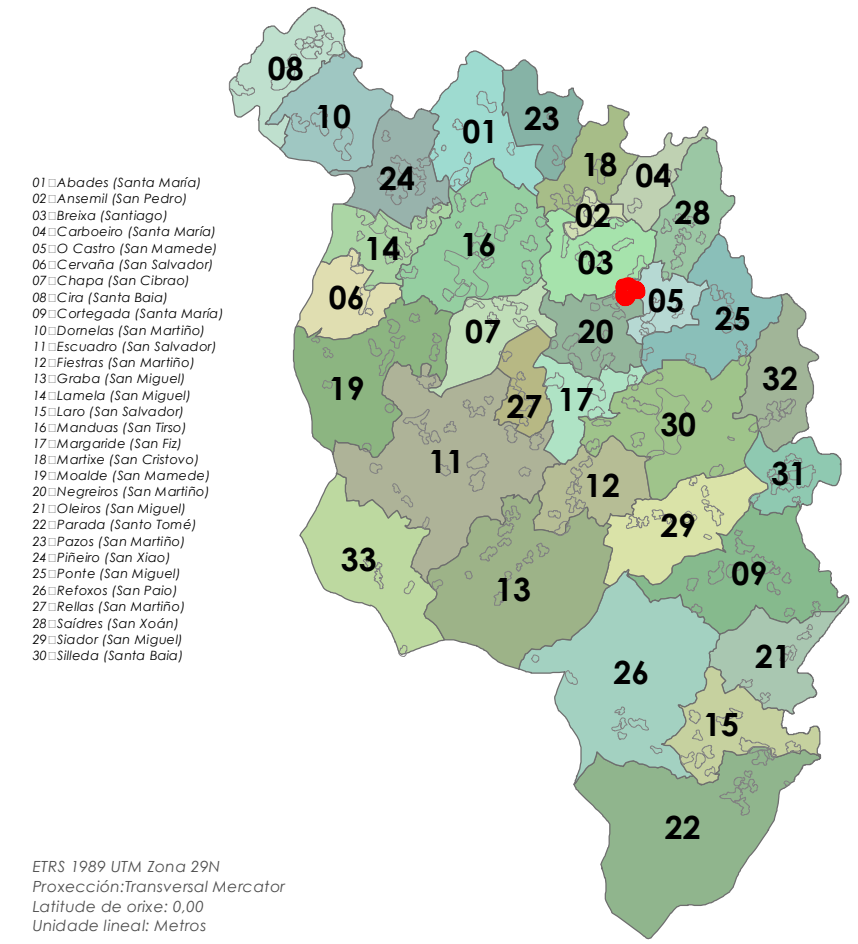 08
10
01
23
24
18
04
02
28
14
16
03
06
05
07
20
25
19
27
17
32
30
11
12
31
29
33
13
09
26
21
15
22
01□Abades (Santa María)
02□Ansemil (San Pedro)
03□Breixa (Santiago)
04□Carboeiro (Santa María)
05□O Castro (San Mamede)
06□Cervaña (San Salvador)
07□Chapa (San Cibrao)
08□Cira (Santa Baia)
09□Cortegada (Santa María)
10□Dornelas (San Martiño)
11□Escuadro (San Salvador)
12□Fiestras (San Martiño)
13□Graba (San Miguel)
14□Lamela (San Miguel)
15□Laro (San Salvador)
16□Manduas (San Tirso)
17□Margaride (San Fiz)
18□Martixe (San Cristovo)
19□Moalde (San Mamede)
20□Negreiros (San Martiño)
21□Oleiros (San Miguel)
22□Parada (Santo Tomé)
23□Pazos (San Martiño)
24□Piñeiro (San Xiao)
25□Ponte (San Miguel)
26□Refoxos (San Paio)
27□Rellas (San Martiño)
28□Saídres (San Xoán)
29□Siador (San Miguel)
30□Silleda (Santa Baia)
ETRS 1989 UTM Zona 29N
Proxección:Transversal Mercator
Latitude de orixe: 0,00
Unidade lineal: Metros